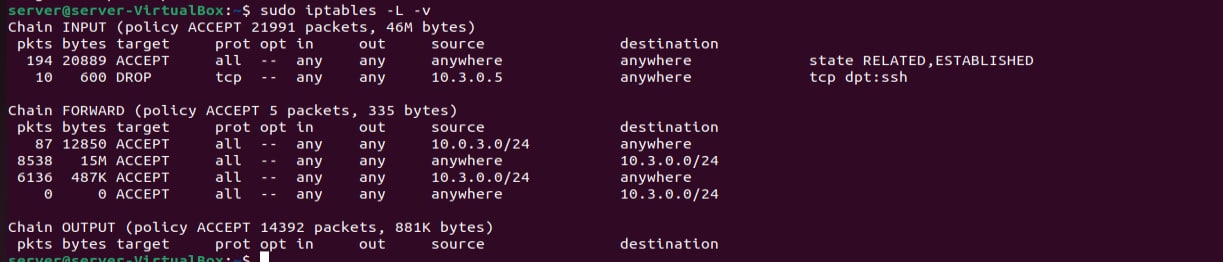 server@server-VirtualBox:~$ sudo iptables -L -v
Chain INPUT (policy ACCEPT 21991 packets, 46M bytes)
 pkts bytes target     prot opt in     out     source               destination
  194 20889 ACCEPT     all  --  any    any     anywhere             anywhere             state RELATED,ESTABLISHED
   10   600 DROP       tcp  --  any    any     10.3.0.5             anywhere             tcp dpt:ssh

Chain FORWARD (policy ACCEPT 5 packets, 335 bytes)
 pkts bytes target     prot opt in     out     source               destination
   87 12850 ACCEPT     all  --  any    any     10.0.3.0/24          anywhere
 8538   15M ACCEPT     all  --  any    any     anywhere             10.3.0.0/24
 6136  487K ACCEPT     all  --  any    any     10.3.0.0/24          anywhere
    0     0 ACCEPT     all  --  any    any     anywhere             10.3.0.0/24

Chain OUTPUT (policy ACCEPT 14392 packets, 881K bytes)
 pkts bytes target     prot opt in     out     source               destination
server@server-VirtualBox:~$